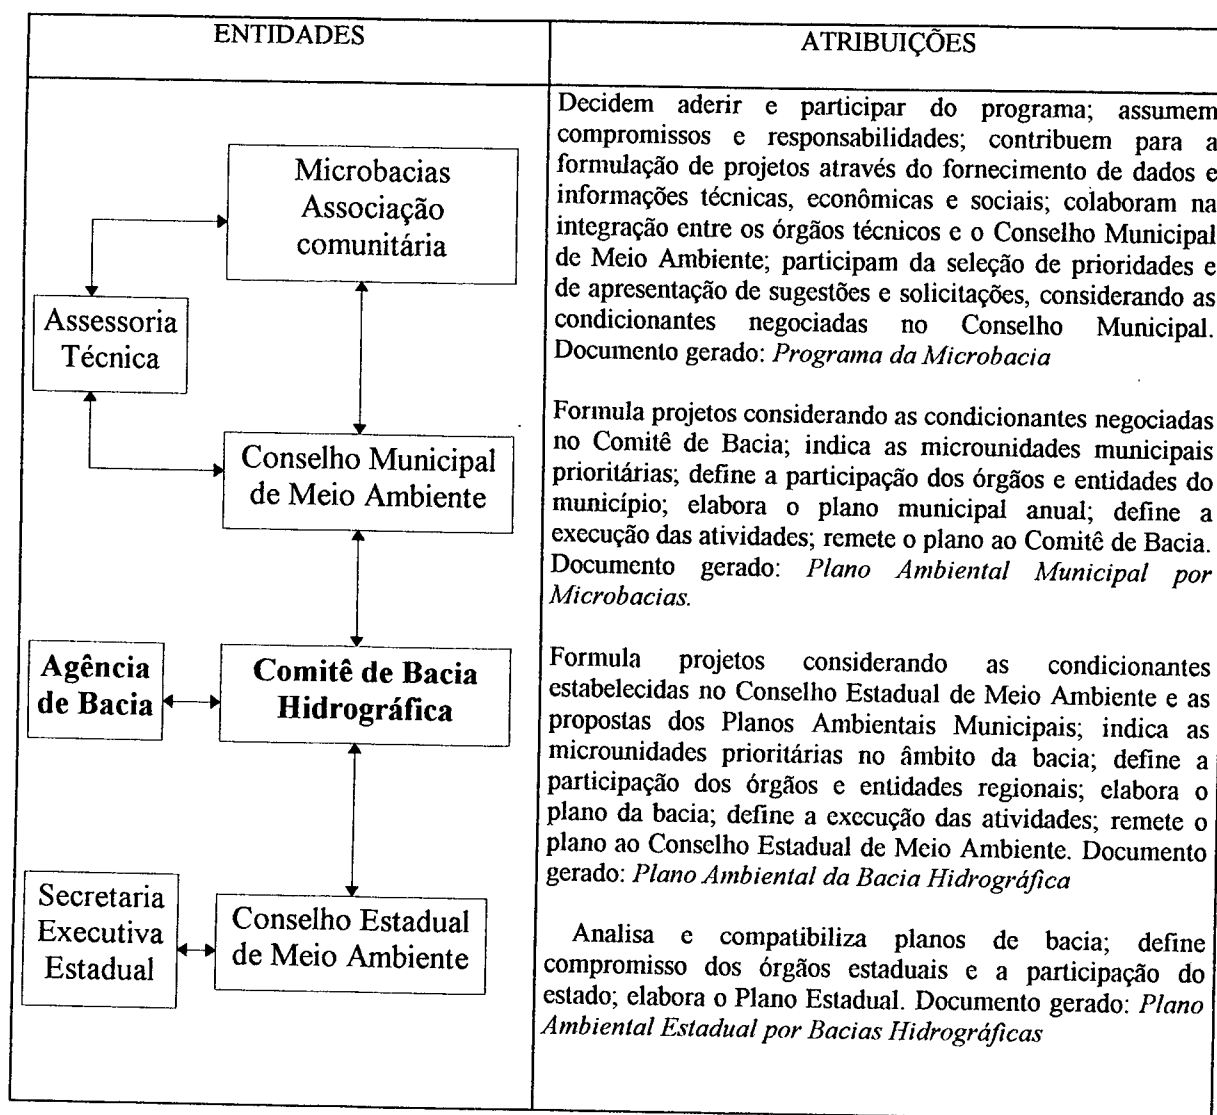 ENTIDADES
ATRIBUIÇÕES
Microbacias
Associação
comunitária
Assessoria
Técnica
Conselho Municipal
de Meio Ambiente
Agência
de Bacia
Comitê de Bacia
Hidrográfica
Secretaria
Executiva
Estadual
Conselho Estadual
de Meio Ambiente
Decidem aderir e participar do programa; assumem
compromissos e responsabilidades; contribuem para a
formulação de projetos através do fornecimento de dados e
informações técnicas, econômicas e sociais; colaboram na
integração entre os órgãos técnicos e o Conselho Municipal
de Meio Ambiente; participam da seleção de prioridades e
de apresentação de sugestões e solicitações, considerando as
condicionantes negociadas no Conselho Municipal.
Documento gerado: Programa da Microbacia
Formula projetos considerando as condicionantes negociadas
no Comitê de Bacia; indica as microunidades municipais
prioritárias; define a participação dos órgãos e entidades do
município; elabora o plano municipal anual; define a
execução das atividades; remete o plano ao Comitê de Bacia.
Documento gerado: Plano Ambiental Municipal por
Microbacias.
Formula projetos considerando as condicionantes
estabelecidas no Conselho Estadual de Meio Ambiente e as
propostas dos Planos Ambientais Municipais; indica as
microunidades prioritárias no âmbito da bacia; define a
participação dos órgãos e entidades regionais; elabora o
plano da bacia; define a execução das atividades; remete o
plano ao Conselho Estadual de Meio Ambiente. Documento
gerado: Plano Ambiental da Bacia Hidrográfica
Analisa e compatibiliza planos de bacia; define
compromisso dos órgãos estaduais e a participação do
estado; elabora o Plano Estadual. Documento gerado: Plano
Ambiental Estadual por Bacias Hidrográficas